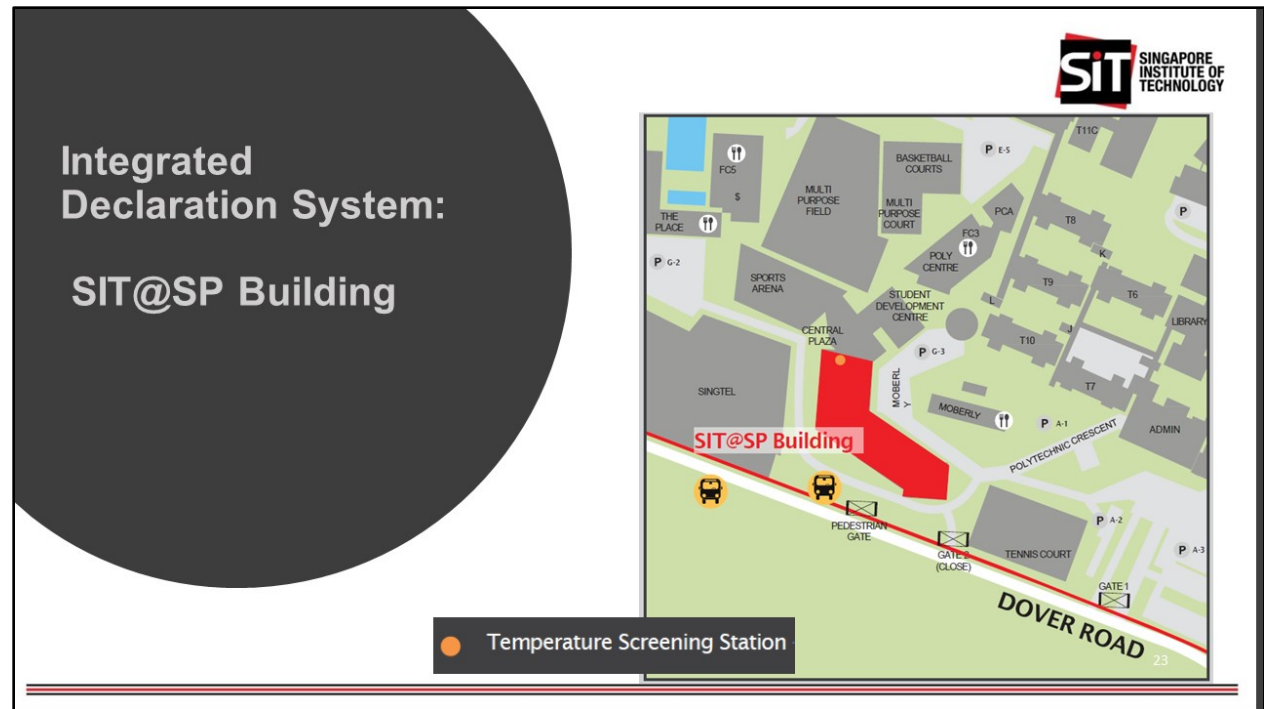 Integrated
Declaration System:
SIT@SP Building
SiT
SINGAPORE
INSTITUTE OF
TECHNOLOGY
T11C
P E-5
BASKETBALL
COURTS
FC5
$
MULTI
PURPOSE
FIELD
MULTI
PURPOSE
COURT
PCA
P
THE
PLACE
T8
FC3
POLY
CENTRE
K
P G-2
SPORTS
ARENA
T9
T6
STUDENT
DEVELOPMENT
CENTRE
L
LIBRARY
CENTRAL
PLAZA
J
T10
P G-3
T7
SINGTEL
MOBERL
Y
MOBERLY
P A-1
POLYTECHNIC CRESCENT
ADMIN
SIT@SP Building
PEDESTRIAN
GATE
P A-2
GATE 2
(CLOSE)
TENNIS COURT
P A-3
GATE 1
DOVER ROAD
Temperature Screening Station
23